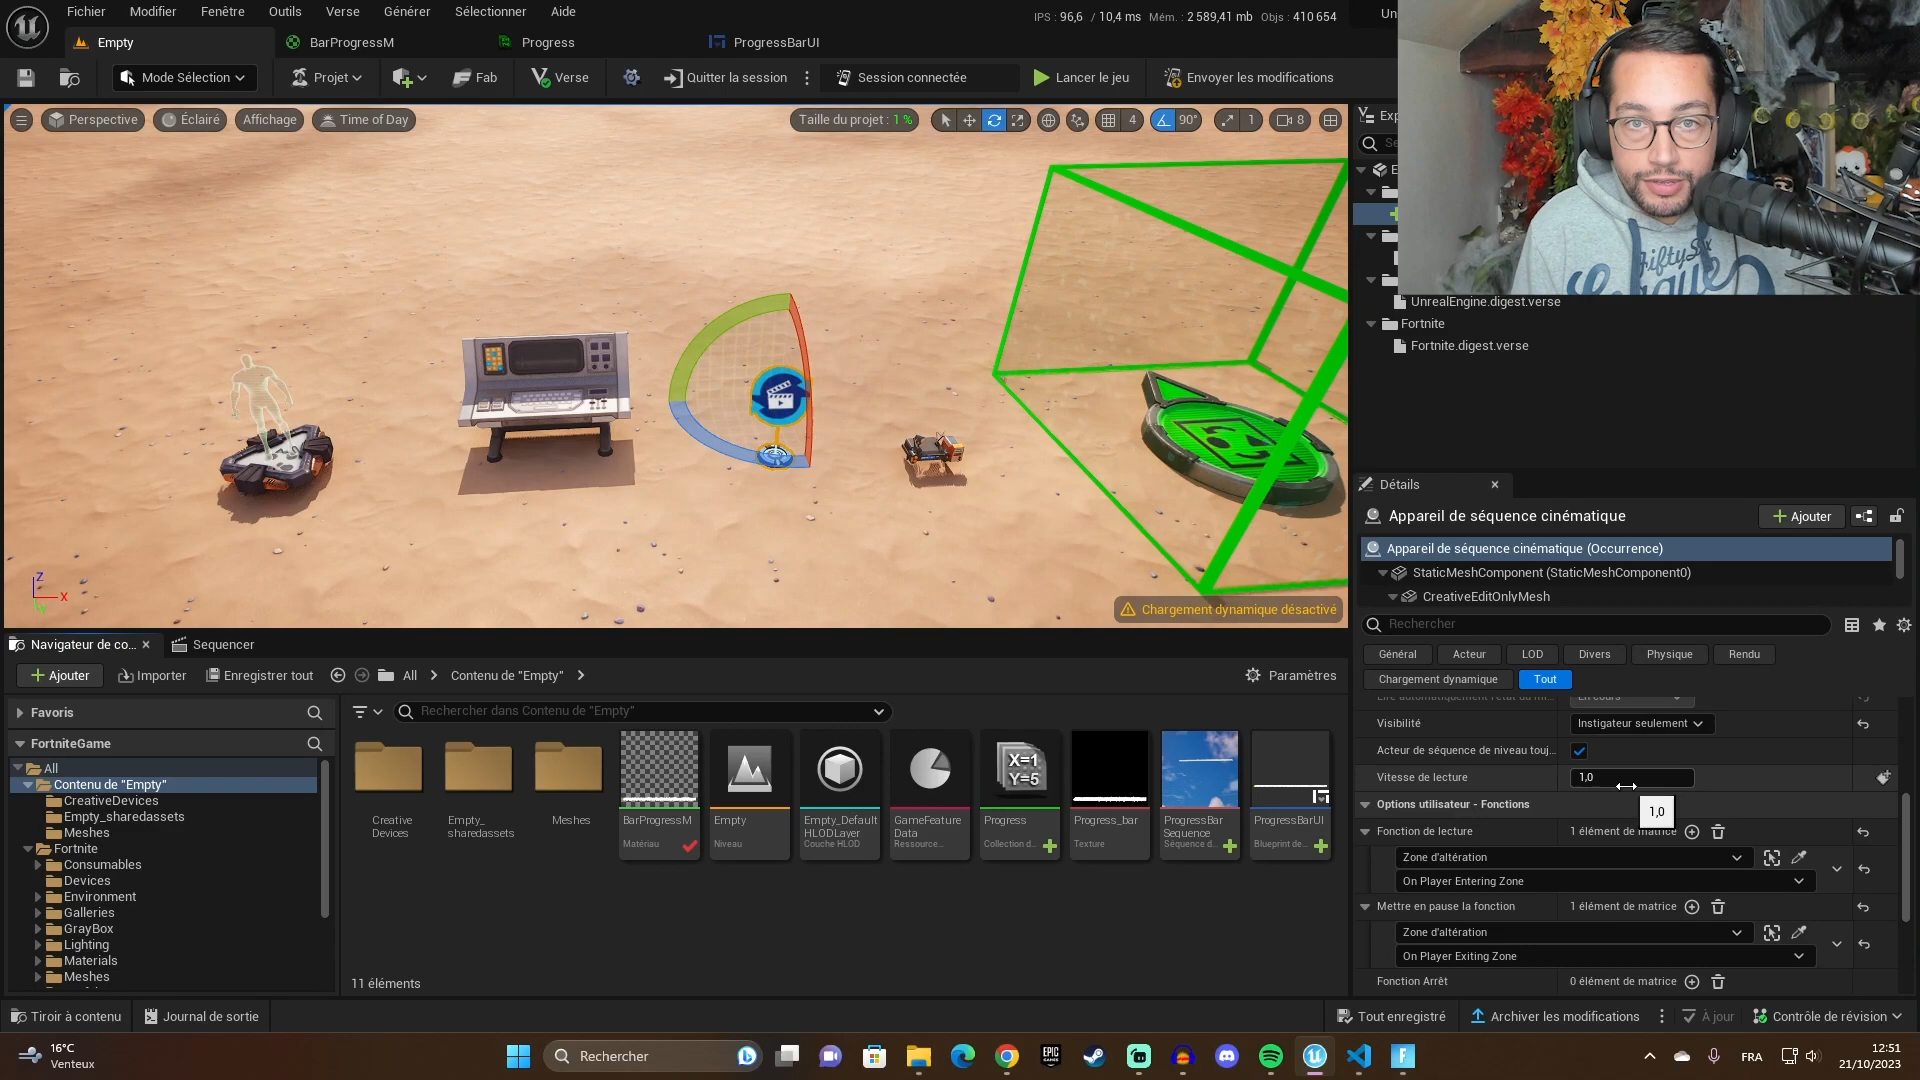 Fichier Modifier Fenêtre Outils Verse Générer Sélectionner Aide
IPS : 96,6 / 10,4 ms Mém. : 2 589,41 mb Objs : 410 654
Empty BarProgressM Progress ProgressBarUI
Mode Sélection Projet Fab Verse Quitter la session Session connectée Lancer le jeu Envoyer les modifications
Perspective Éclairé Affichage Time of Day Taille du projet : 1 % 4 90° 1 8
UnrealEngine.digest.verse
Fortnite
Fortnite.digest.verse
Z
X
Y
Chargement dynamique désactivé
Détails
Appareil de séquence cinématique Ajouter
Appareil de séquence cinématique (Occurrence)
StaticMeshComponent (StaticMeshComponent0)
CreativeEditOnlyMesh
Rechercher
Général Acteur LOD Divers Physique Rendu
Chargement dynamique Tout
Visibilité Instigateur seulement
Acteur de séquence de niveau touj...
Vitesse de lecture 1,0
1,0
Options utilisateur - Fonctions
Fonction de lecture 1 élément de matrice
Zone d'altération
On Player Entering Zone
Mettre en pause la fonction 1 élément de matrice
Zone d'altération
On Player Exiting Zone
Fonction Arrêt 0 élément de matrice
Navigateur de co... Sequencer
Ajouter Importer Enregistrer tout All Contenu de "Empty" Paramètres
Favoris
FortniteGame
All
Contenu de "Empty"
CreativeDevices
Empty_sharedassets
Meshes
Fortnite
Consumables
Devices
Environment
Galleries
GrayBox
Lighting
Materials
Meshes
Rechercher dans Contenu de "Empty"
X=1
Y=5
Creative
Devices
Empty_
sharedassets
Meshes
BarProgressM
Matériau
Empty
Niveau
Empty_Default
HLODLayer
Couche HLOD
GameFeature
Data
Ressource...
Progress
Collection d...
Progress_bar
Texture
ProgressBar
Sequence
Séquence d...
ProgressBarUI
Blueprint de...
11 éléments
Tiroir à contenu Journal de sortie Tout enregistré Archiver les modifications À jour Contrôle de révision
16°C
Venteux
Rechercher
FRA
12:51
21/10/2023